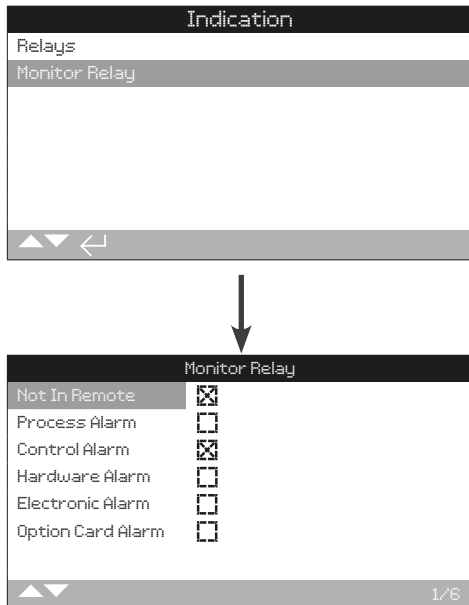 Indication
Relays
Monitor Relay
Monitor Relay
Not In Remote
Process Alarm
Control Alarm
Hardware Alarm
Electronic Alarm
Option Card Alarm
1/6